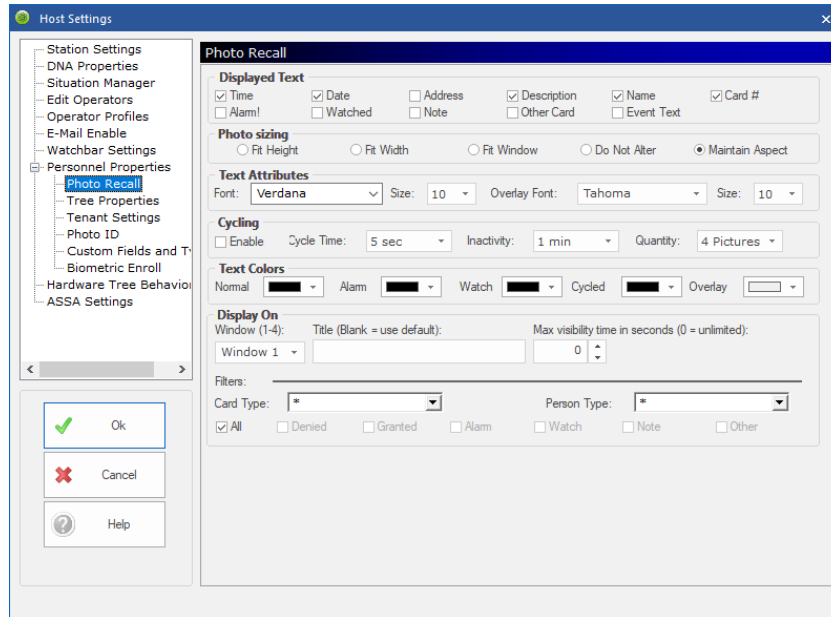 Host Settings
Station Settings
DNA Properties
Situation Manager
Edit Operators
Operator Profiles
E-Mail Enable
Watchbar Settings
Personnel Properties
Photo Recall
Tree Properties
Tenant Settings
Photo ID
Custom Fields and Ty
Biometric Enroll
Hardware Tree Behavior
ASSA Settings
Ok
Cancel
Help
Photo Recall
Displayed Text
Time Date Address Description Name Card #
Alarm! Watched Note Other Card Event Text
Photo sizing
Fit Height Fit Width Fit Window Do Not Alter Maintain Aspect
Text Attributes
Font: Verdana Size: 10 Overlay Font: Tahoma Size: 10
Cycling
Enable Cycle Time: 5 sec Inactivity: 1 min Quantity: 4 Pictures
Text Colors
Normal Alarm Watch Cycled Overlay
Display On
Window (1-4): Title (Blank = use default): Max visibility time in seconds (0 = unlimited):
Window 1 0
Filters:
Card Type: * Person Type: *
All Denied Granted Alarm Watch Note Other